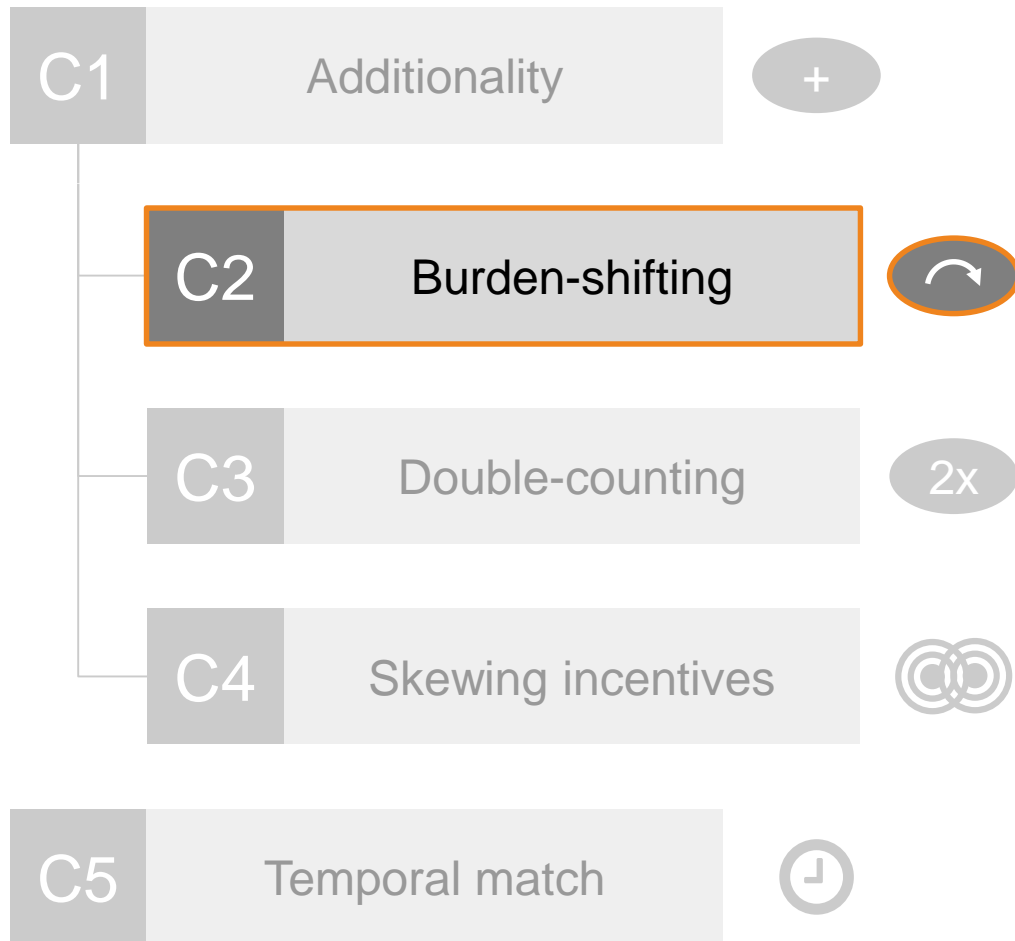 C1 Additionality +
C2 Burden-shifting
C3 Double-counting 2x
C4 Skewing incentives
C5 Temporal match